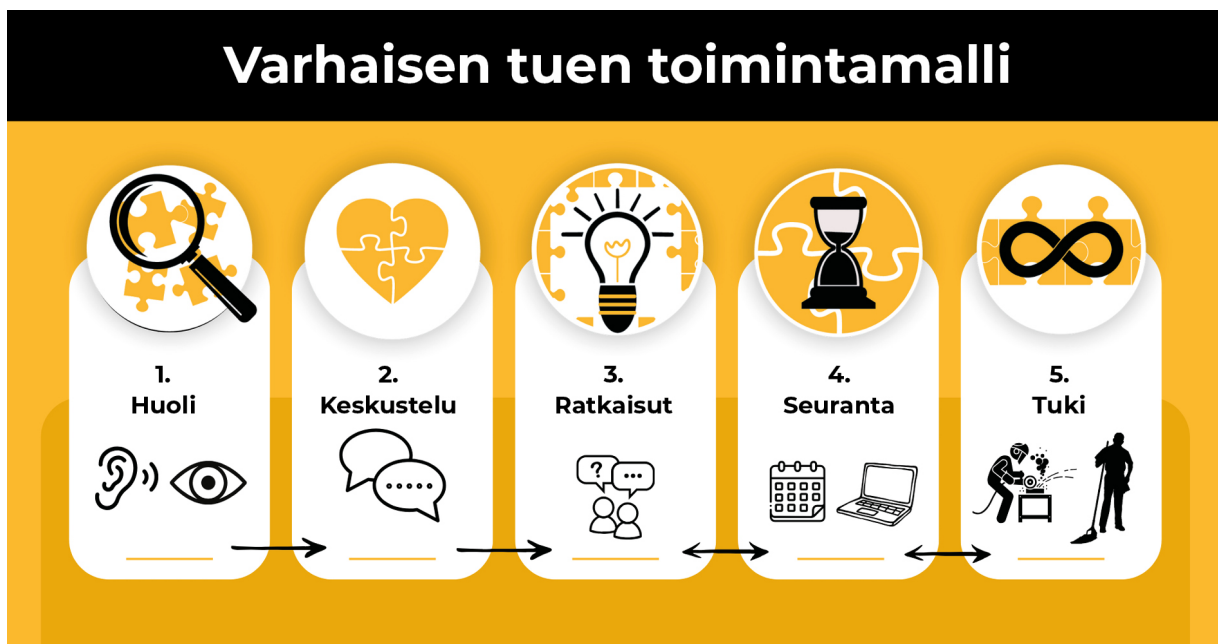 Varhaisen tuen toimintamalli
1.
Huoli
2.
Keskustelu
3.
Ratkaisut
?
4.
Seuranta
5.
Tuki